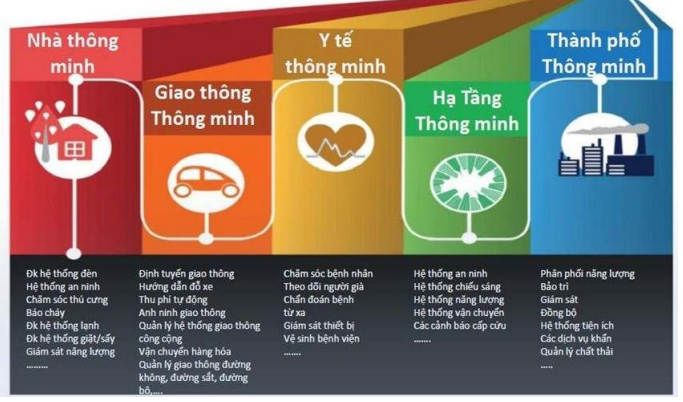 Nhà thông
minh
Giao thông
Thông minh
Y tế
thông minh
Hạ Tầng
Thông minh
Thành phố
Thông minh
Đk hệ thống đèn
Hệ thống an ninh
Chăm sóc thú cưng
Báo cháy
Đk hệ thống lạnh
Đk hệ thống giặt/sấy
Giám sát năng lượng
.........
Định tuyến giao thông
Hướng dẫn đỗ xe
Thu phí tự động
Anh ninh giao thông
Quản lý hệ thống giao thông
công cộng
Vận chuyển hàng hóa
Quản lý giao thông đường
không, đường sắt, đường
bộ,....
Chăm sóc bệnh nhân
Theo dõi người già
Chẩn đoán bệnh
từ xa
Giám sát thiết bị
Vệ sinh bệnh viện
.......
Hệ thống an ninh
Hệ thống chiếu sáng
Hệ thống năng lượng
Hệ thống vận chuyển
Các cảnh báo cấp cứu
.......
Phân phối năng lượng
Bảo trì
Giám sát
Đồng bộ
Hệ thống tiện ích
Các dịch vụ khẩn
Quản lý chất thải
.....